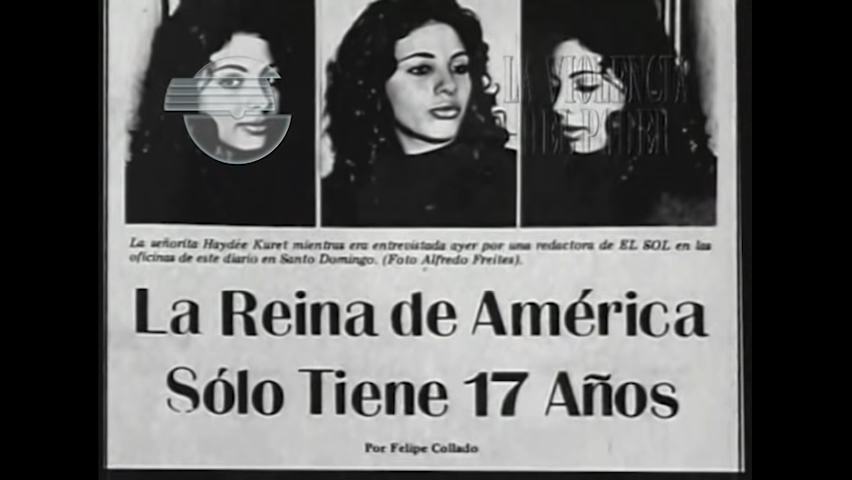 LA VIOLENCIA
DEL PODER
La señorita Haydée Kuret mientras era entrevistada ayer por una redactora de EL SOL en las
oficinas de este diario en Santo Domingo. (Foto Alfredo Freites).
La Reina de América
Sólo Tiene 17 Años
Por Felipe Collado